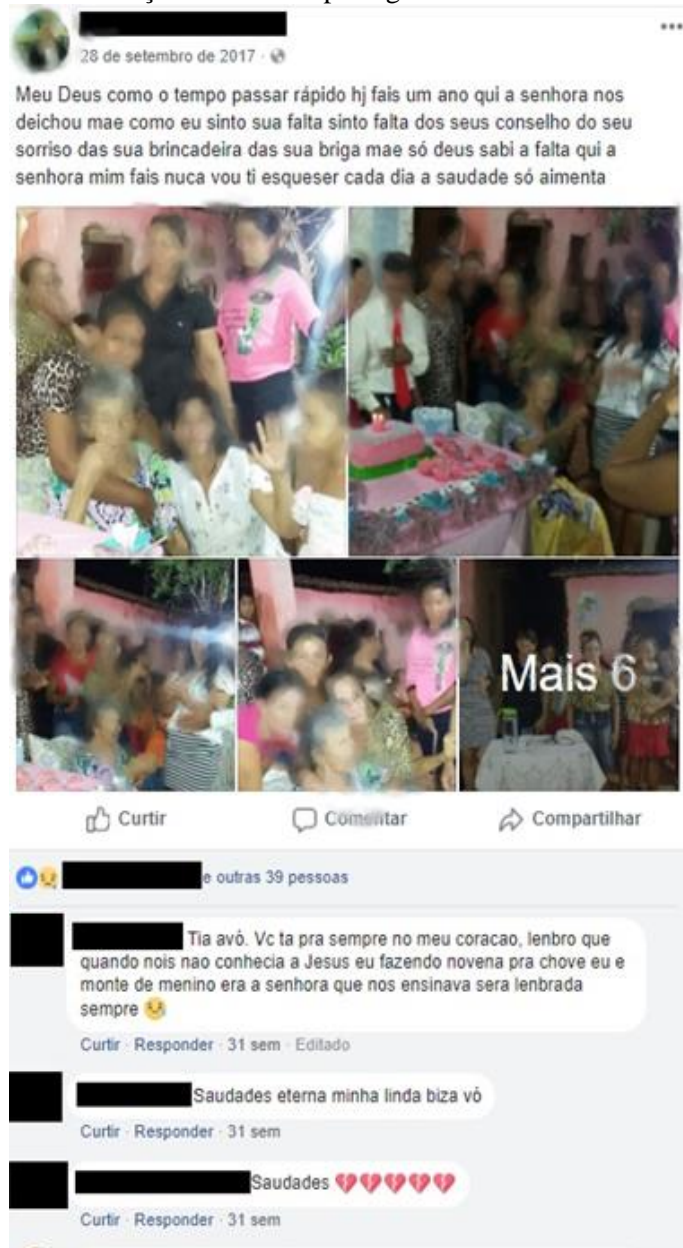 28 de setembro de 2017
Meu Deus como o tempo passar rápido hj fais um ano qui a senhora nos
deichou mae como eu sinto sua falta sinto falta dos seus conselho do seu
sorriso das sua brincadeira das sua briga mae só deus sabi a falta qui a
senhora mim fais nuca vou ti esqueser cada dia a saudade só aimenta
Mais 6
Curtir Comentar Compartilhar
e outras 39 pessoas
Tia avó. Vc ta pra sempre no meu coracao, lenbro que
quando nois nao conhecia a Jesus eu fazendo novena pra chove eu e
monte de menino era a senhora que nos ensinava sera lenbrada
sempre
Curtir · Responder · 31 sem · Editado
Saudades eterna minha linda biza vó
Curtir · Responder · 31 sem
Saudades 💔💔💔💔💔
Curtir · Responder · 31 sem